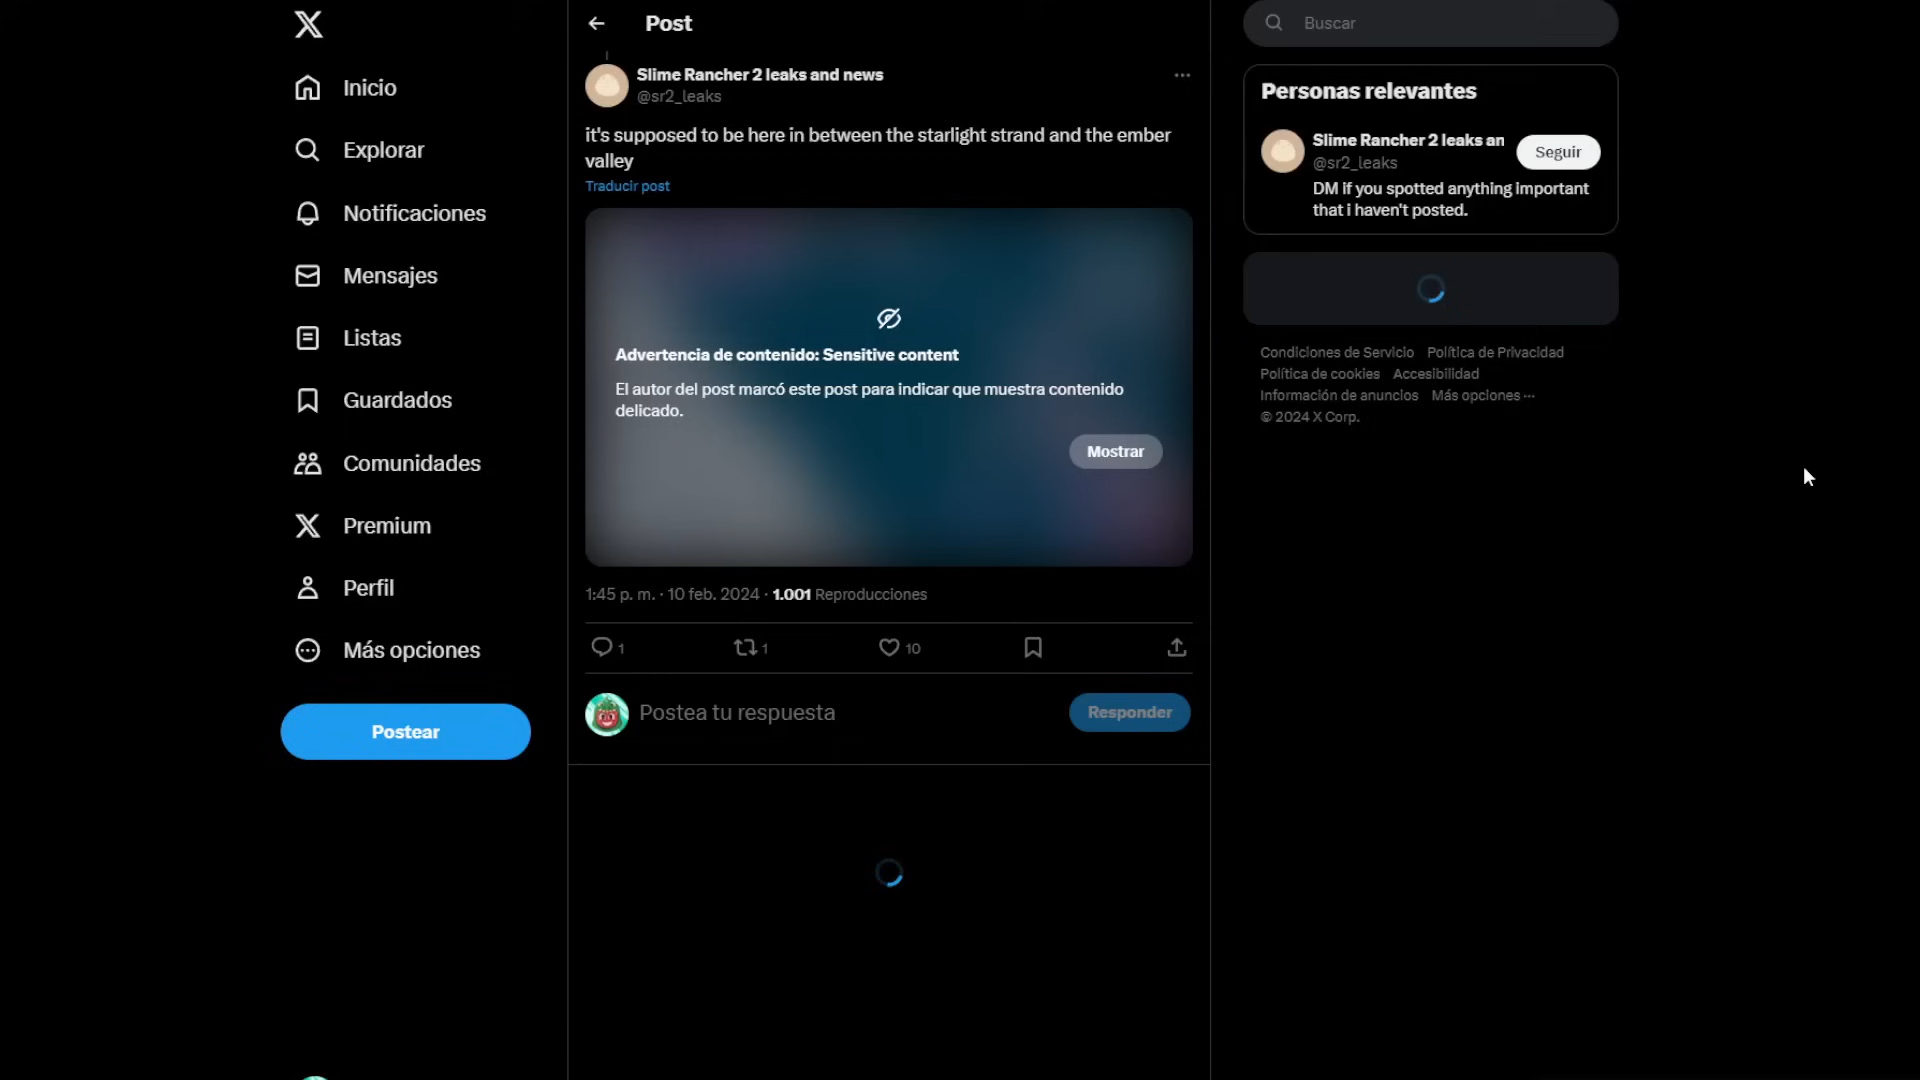 Inicio
Explorar
Notificaciones
Mensajes
Listas
Guardados
Comunidades
Premium
Perfil
Más opciones
Postear
Post
Slime Rancher 2 leaks and news
@sr2_leaks
it's supposed to be here in between the starlight strand and the ember
valley
Traducir post
Advertencia de contenido: Sensitive content
El autor del post marcó este post para indicar que muestra contenido
delicado.
Mostrar
1:45 p. m. · 10 feb. 2024 · 1.001 Reproducciones
1
1
10
Postea tu respuesta
Responder
Buscar
Personas relevantes
Slime Rancher 2 leaks an
@sr2_leaks
Seguir
DM if you spotted anything important
that i haven't posted.
Condiciones de Servicio Política de Privacidad
Política de cookies Accesibilidad
Información de anuncios Más opciones ···
© 2024 X Corp.